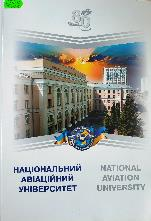 НАЦІОНАЛЬНИЙ
АВІАЦІЙНИЙ
УНІВЕРСИТЕТ
NATIONAL
AVIATION
UNIVERSITY